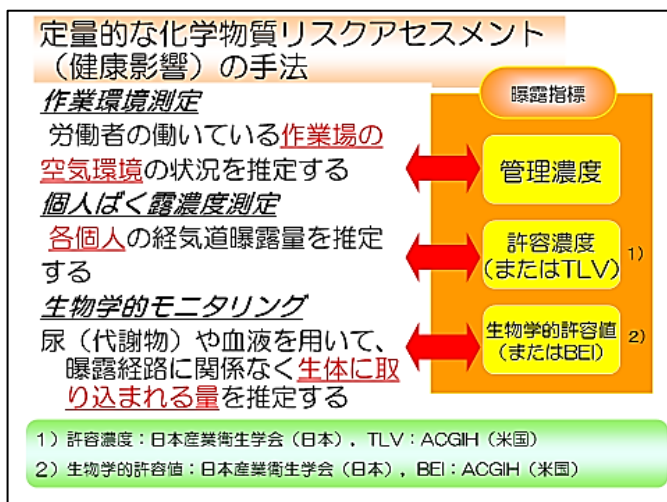 定量的な化学物質リスクアセスメント
（健康影響）の手法
作業環境測定
労働者の働いている作業場の
空気環境の状況を推定する
個人ばく露濃度測定
各個人の経気道曝露量を推定
する
生物学的モニタリング
尿（代謝物）や血液を用いて、
曝露経路に関係なく生体に取
り込まれる量を推定する
曝露指標
管理濃度
許容濃度
(またはTLV)
1)
生物学的許容値
(またはBEI)
2)
1）許容濃度：日本産業衛生学会（日本）, TLV：ACGIH（米国）
2）生物学的許容値：日本産業衛生学会（日本）, BEI：ACGIH（米国）